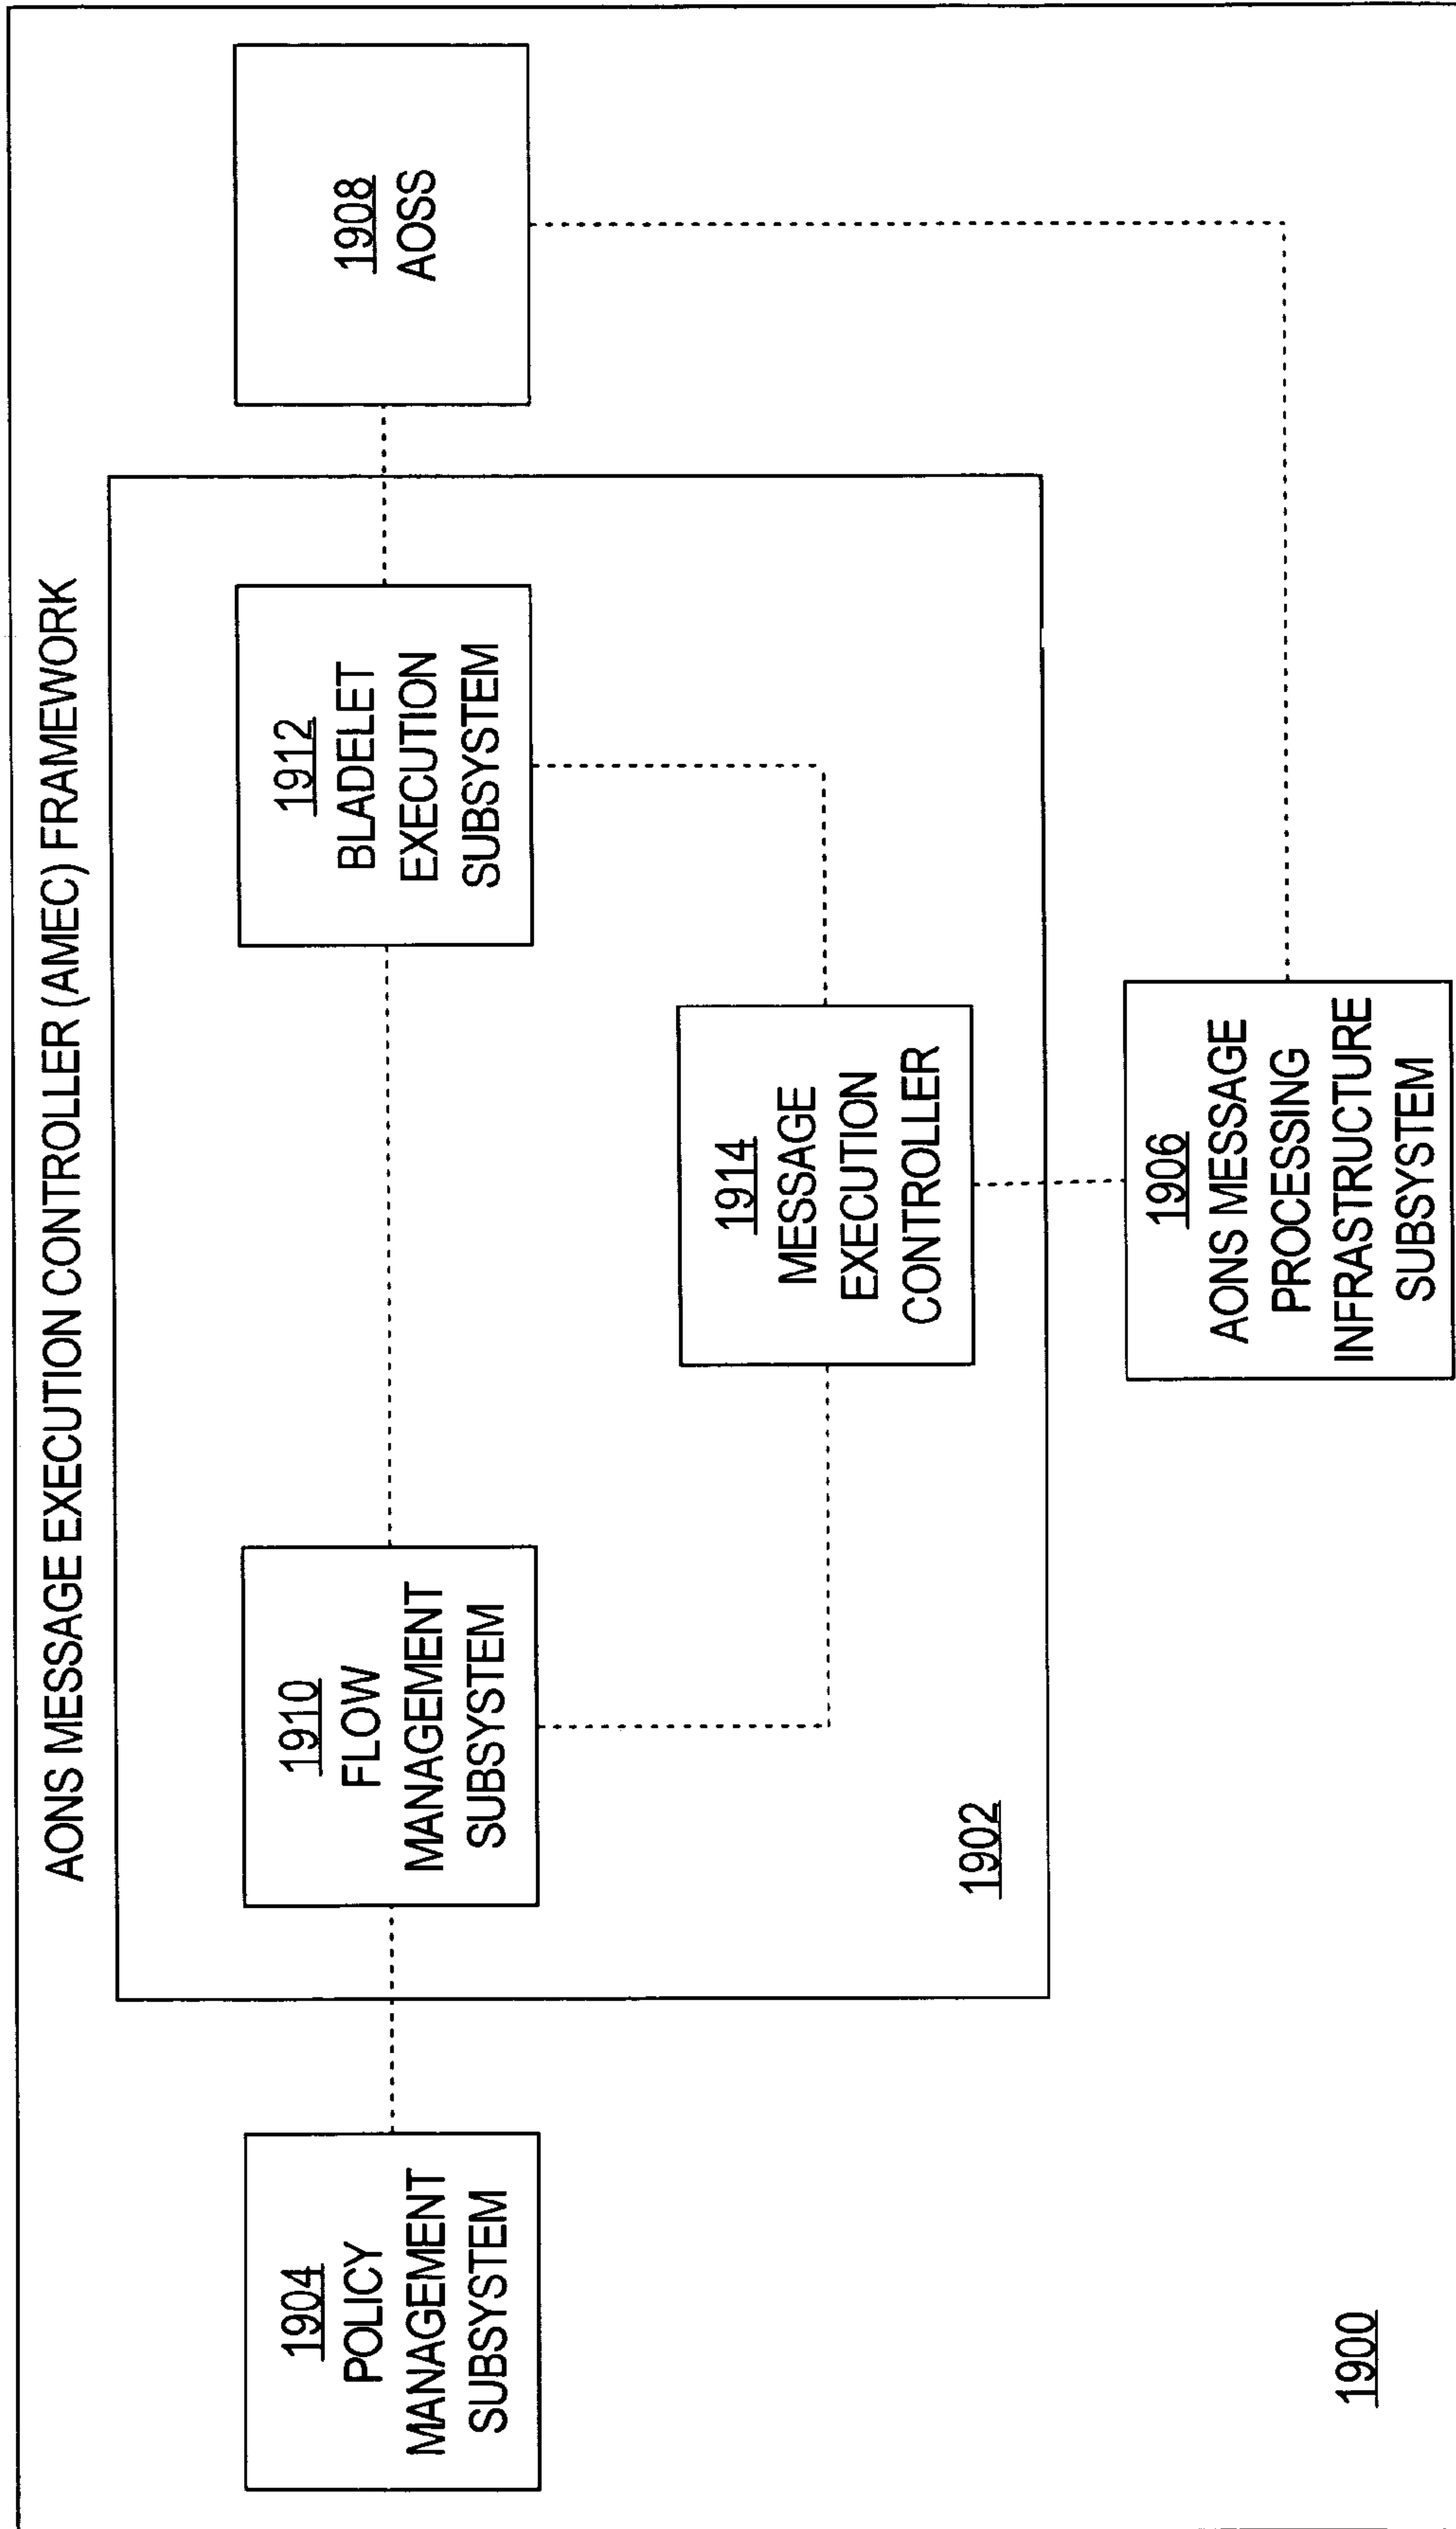 AONS MESSAGE EXECUTION CONTROLLER (AMEC) FRAMEWORK
1904
POLICY
MANAGEMENT
SUBSYSTEM
1910
FLOW
MANAGEMENT
SUBSYSTEM
1912
BLADELET
EXECUTION
SUBSYSTEM
1908
AOSS
1914
MESSAGE
EXECUTION
CONTROLLER
1902
1906
AONS MESSAGE
PROCESSING
INFRASTRUCTURE
SUBSYSTEM
1900